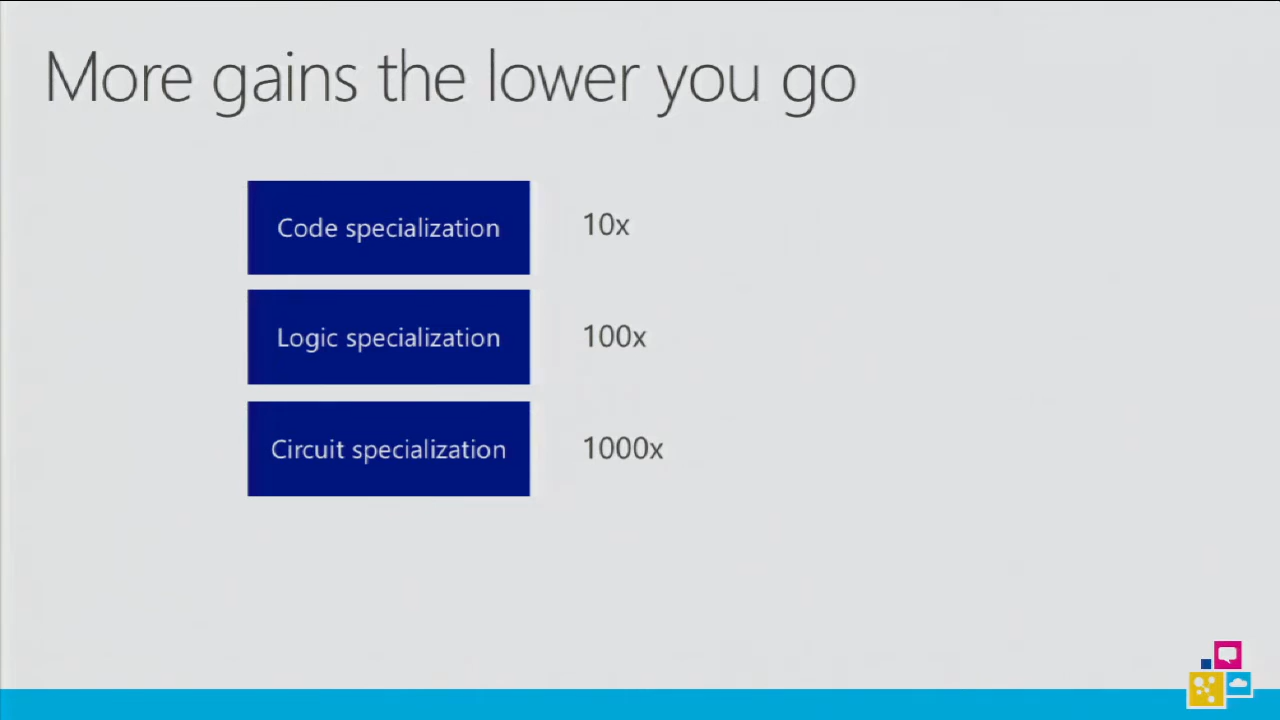 More gains the lower you go
Code specialization 10x
Logic specialization 100x
Circuit specialization 1000x